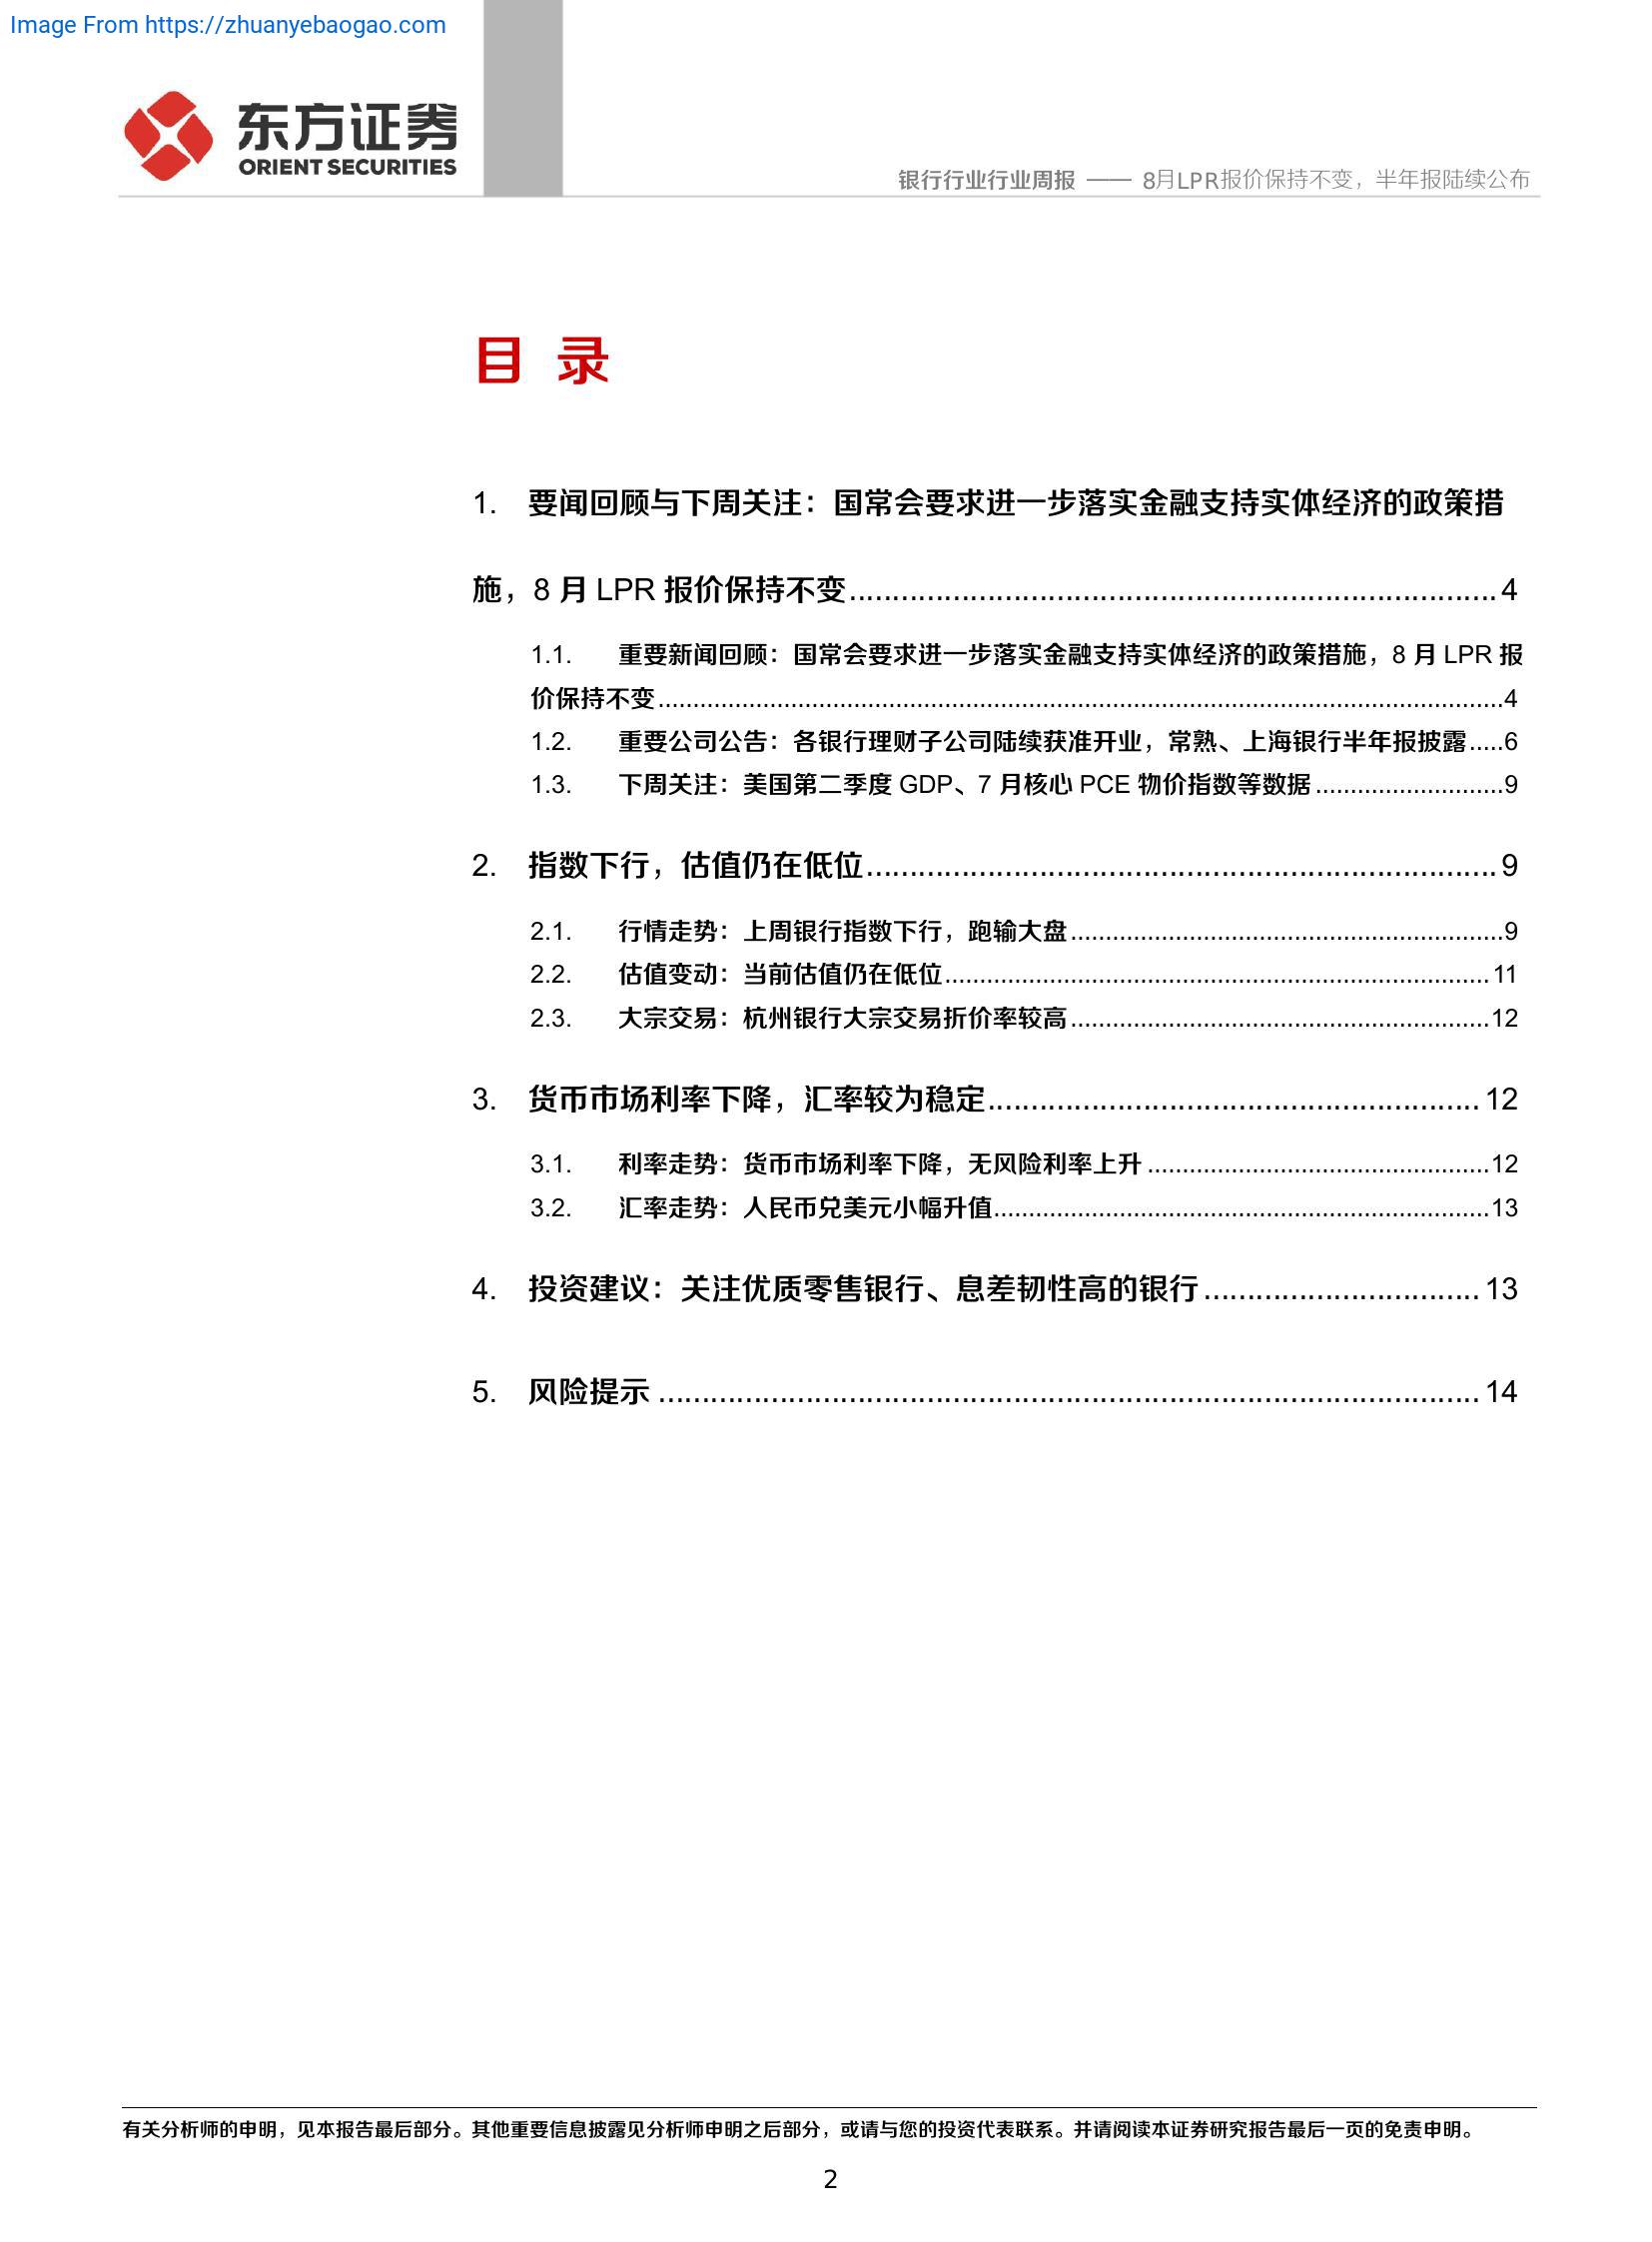 Image From https://zhuanyebaogao.com
东方证券
ORIENT SECURITIES
银行行业行业周报 —— 8月LPR报价保持不变，半年报陆续公布
目 录
1. 要闻回顾与下周关注：国常会要求进一步落实金融支持实体经济的政策措
施，8 月 LPR 报价保持不变........................................................................... 4
1.1. 重要新闻回顾：国常会要求进一步落实金融支持实体经济的政策措施，8 月 LPR 报
价保持不变.........................................................................................................................4
1.2. 重要公司公告：各银行理财子公司陆续获准开业，常熟、上海银行半年报披露.....6
1.3. 下周关注：美国第二季度 GDP、7 月核心 PCE 物价指数等数据...........................9
2. 指数下行，估值仍在低位......................................................................... 9
2.1. 行情走势：上周银行指数下行，跑输大盘..............................................................9
2.2. 估值变动：当前估值仍在低位..............................................................................11
2.3. 大宗交易：杭州银行大宗交易折价率较高............................................................12
3. 货币市场利率下降，汇率较为稳定......................................................... 12
3.1. 利率走势：货币市场利率下降，无风险利率上升.................................................12
3.2. 汇率走势：人民币兑美元小幅升值.......................................................................13
4. 投资建议：关注优质零售银行、息差韧性高的银行................................ 13
5. 风险提示............................................................................................... 14
有关分析师的申明，见本报告最后部分。其他重要信息披露见分析师申明之后部分，或请与您的投资代表联系。并请阅读本证券研究报告最后一页的免责申明。
2